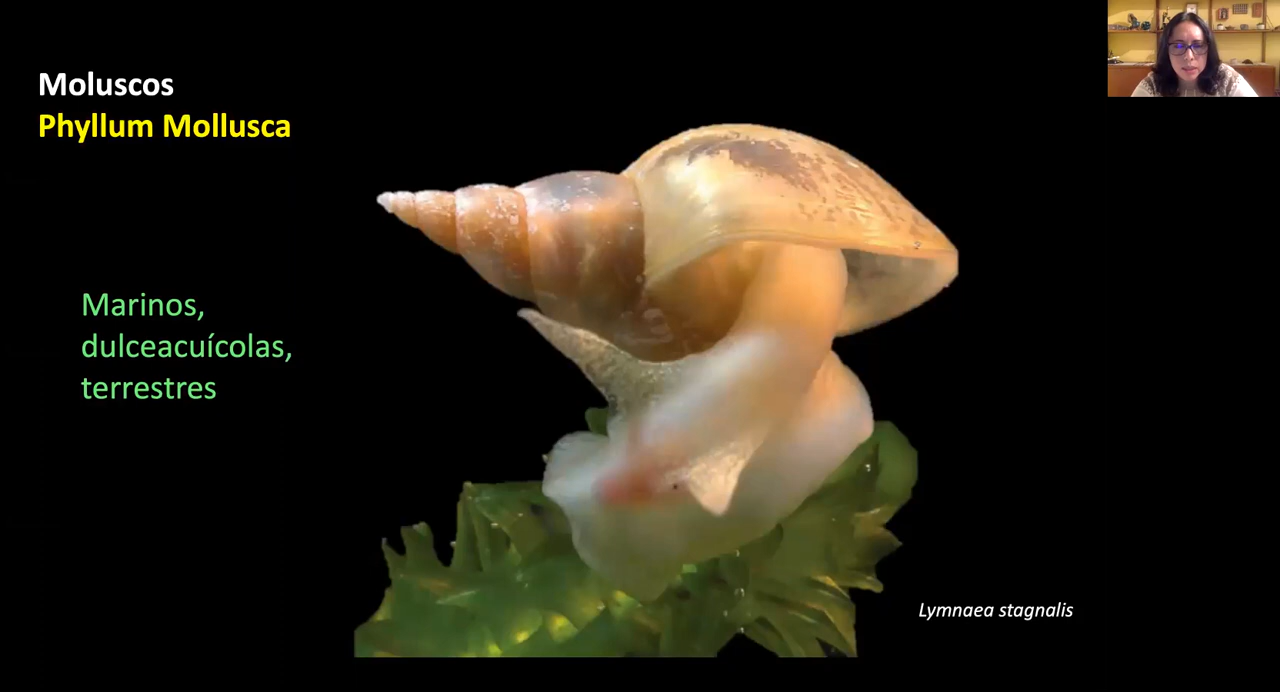 Moluscos
Phyllum Mollusca
Marinos,
dulceacuícolas,
terrestres
Lymnaea stagnalis